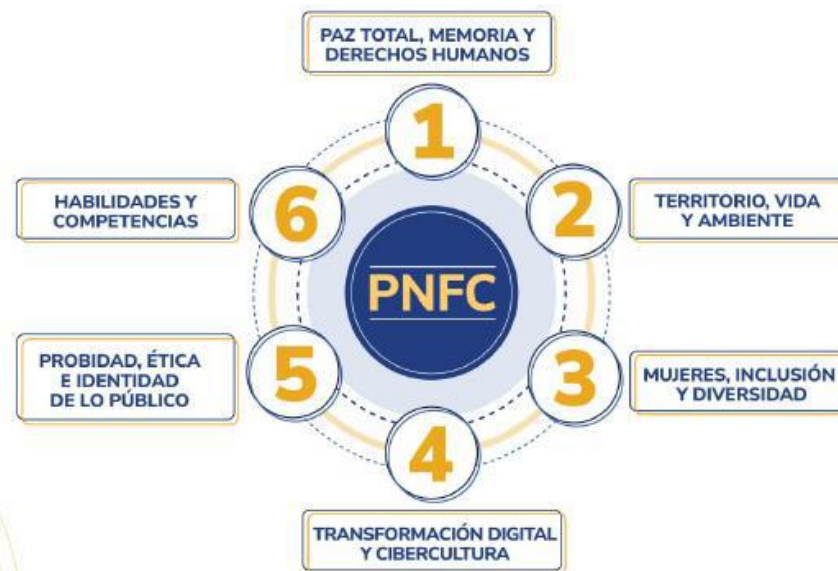 PAZ TOTAL, MEMORIA Y
DERECHOS HUMANOS
1
2
TERRITORIO, VIDA
Y AMBIENTE
3
MUJERES, INCLUSIÓN
Y DIVERSIDAD
4
TRANSFORMACIÓN DIGITAL
Y CIBERCULTURA
5
PROBIDAD, ÉTICA
E IDENTIDAD
DE LO PÚBLICO
6
HABILIDADES Y
COMPETENCIAS
PNFC